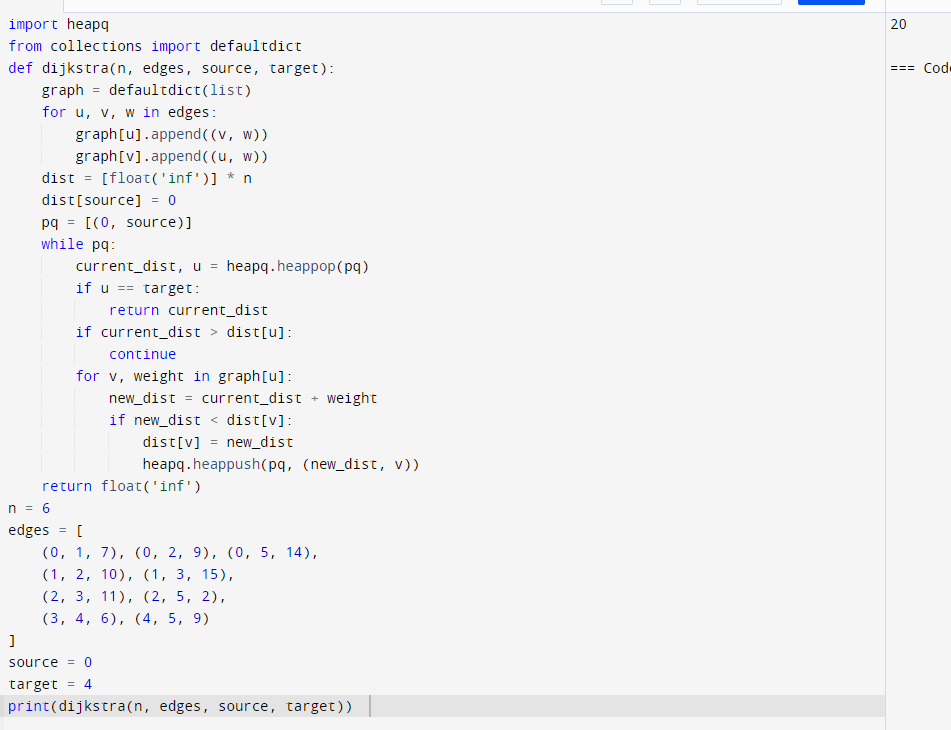 import heapq
from collections import defaultdict
def dijkstra(n, edges, source, target):
    graph = defaultdict(list)
    for u, v, w in edges:
        graph[u].append((v, w))
        graph[v].append((u, w))
    dist = [float('inf')] * n
    dist[source] = 0
    pq = [(0, source)]
    while pq:
        current_dist, u = heapq.heappop(pq)
        if u == target:
            return current_dist
        if current_dist > dist[u]:
            continue
        for v, weight in graph[u]:
            new_dist = current_dist + weight
            if new_dist < dist[v]:
                dist[v] = new_dist
                heapq.heappush(pq, (new_dist, v))
    return float('inf')
n = 6
edges = [
    (0, 1, 7), (0, 2, 9), (0, 5, 14),
    (1, 2, 10), (1, 3, 15),
    (2, 3, 11), (2, 5, 2),
    (3, 4, 6), (4, 5, 9)
]
source = 0
target = 4
print(dijkstra(n, edges, source, target))
20
===